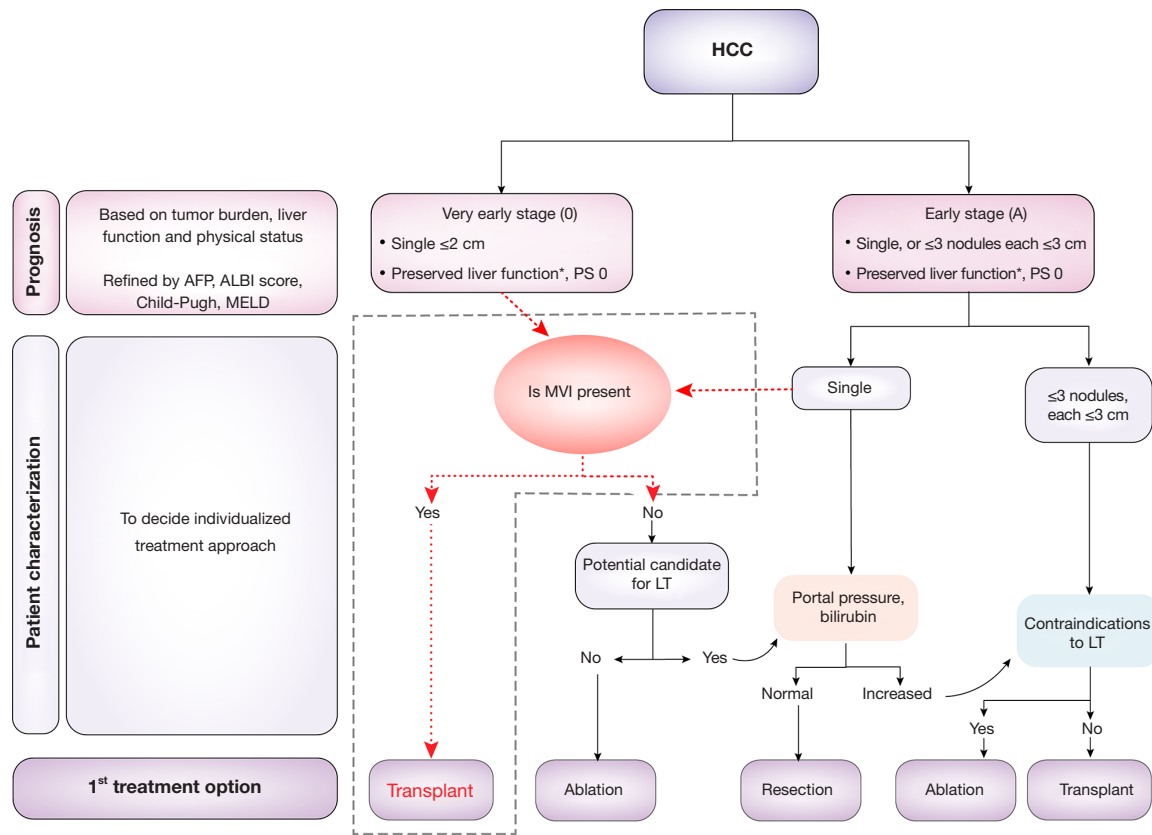 HCC
Prognosis
Based on tumor burden, liver
function and physical status
Refined by AFP, ALBI score,
Child-Pugh, MELD
Very early stage (0)
• Single ≤2 cm
• Preserved liver function*, PS 0
Early stage (A)
• Single, or ≤3 nodules each ≤3 cm
• Preserved liver function*, PS 0
Patient characterization
To decide individualized
treatment approach
Is MVI present
Single
≤3 nodules,
each ≤3 cm
Yes
No
Potential candidate
for LT
Portal pressure,
bilirubin
Contraindications
to LT
No
Yes
Normal
Increased
Yes
No
1st treatment option
Transplant
Ablation
Resection
Ablation
Transplant